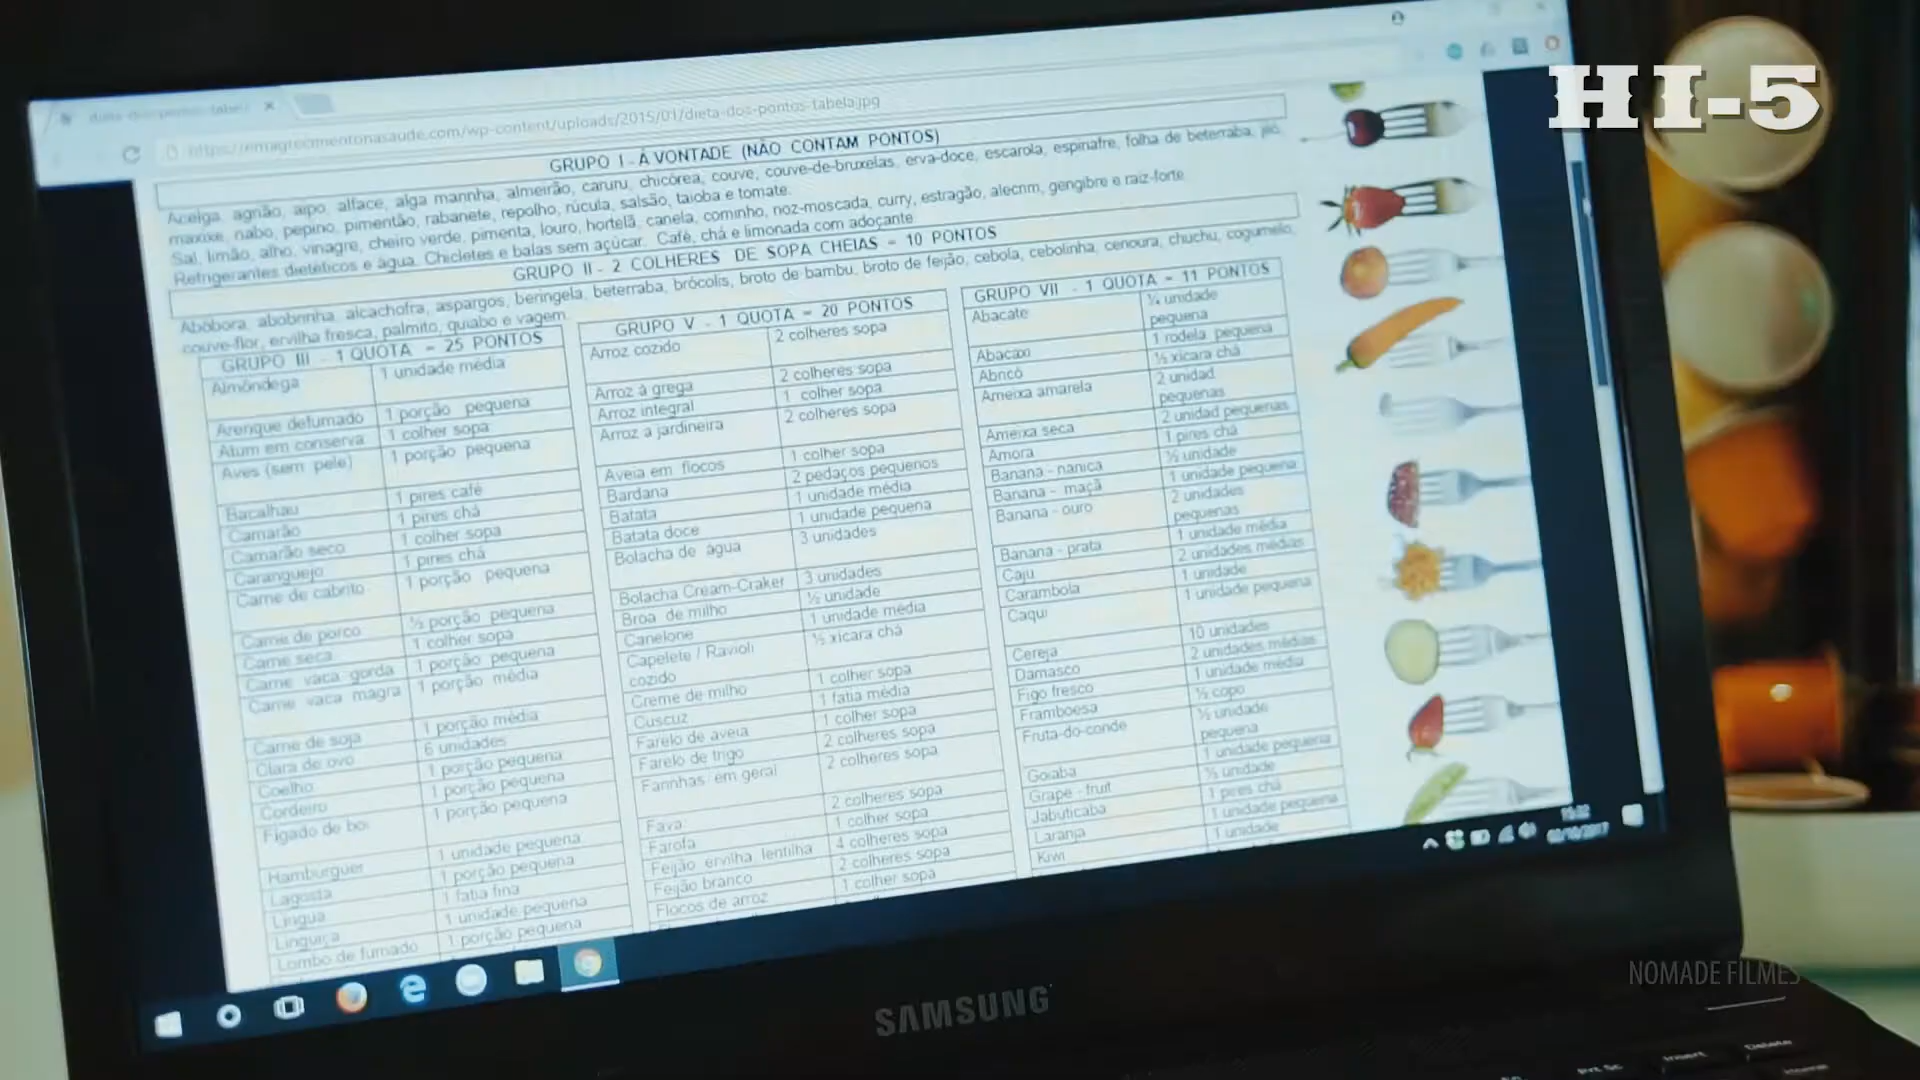 HI-5
https://emagrecimentonasaude.com/wp-content/uploads/2015/01/dieta-dos-pontos-tabela.jpg
GRUPO I - À VONTADE (NÃO CONTAM PONTOS)
Acelga, agrião, aipo, alface, alga marinha, almeirão, caruru, chicórea, couve, couve-de-bruxelas, erva-doce, escarola, espinafre, folha de beterraba, jiló,
maxixe, nabo, pepino, pimentão, rabanete, repolho, rúcula, salsão, taioba e tomate.
Sal, limão, alho, vinagre, cheiro verde, pimenta, louro, hortelã, canela, cominho, noz-moscada, curry, estragão, alecrim, gengibre e raiz-forte.
Refrigerantes dietéticos e água. Chicletes e balas sem açúcar. Café, chá e limonada com adoçante
GRUPO II - 2 COLHERES DE SOPA CHEIAS = 10 PONTOS
Abóbora, abobrinha, alcachofra, aspargos, beringela, beterraba, brócolis, broto de bambu, broto de feijão, cebola, cebolinha, cenoura, chuchu, cogumelo,
couve-flor, ervilha fresca, palmito, quiabo e vagem.
GRUPO III - 1 QUOTA = 25 PONTOS
Almôndega 1 unidade média
Arenque defumado 1 porção pequena
Atum em conserva 1 colher sopa
Aves (sem pele) 1 porção pequena
Bacalhau 1 pires café
Camarão 1 pires chá
Camarão seco 1 colher sopa
Caranguejo 1 pires chá
Carne de cabrito 1 porção pequena
Carne de porco ½ porção pequena
Carne seca 1 colher sopa
Carne vaca gorda 1 porção pequena
Carne vaca magra 1 porção média
Carne de soja 1 porção média
Clara de ovo 6 unidades
Coelho 1 porção pequena
Cordeiro 1 porção pequena
Fígado de boi 1 porção pequena
Hamburguer 1 unidade pequena
Lagosta 1 porção pequena
Língua 1 fatia fina
Linguiça 1 unidade pequena
Lombo de fumado 1 porção pequena
GRUPO V - 1 QUOTA = 20 PONTOS
Arroz cozido 2 colheres sopa
Arroz à grega 2 colheres sopa
Arroz integral 1 colher sopa
Arroz a jardineira 2 colheres sopa
Aveia em flocos 1 colher sopa
Bardana 2 pedaços pequenos
Batata 1 unidade média
Batata doce 1 unidade pequena
Bolacha de água 3 unidades
Bolacha Cream-Craker 3 unidades
Broa de milho ½ unidade
Canelone 1 unidade média
Capelete / Ravioli cozido ½ xícara chá
Creme de milho 1 colher sopa
Cuscuz 1 fatia média
Farelo de aveia 1 colher sopa
Farelo de trigo 2 colheres sopa
Farinhas em geral 2 colheres sopa
Fava 2 colheres sopa
Farofa 1 colher sopa
Feijão ervilha lentilha 4 colheres sopa
Feijão branco 2 colheres sopa
Flocos de arroz 1 colher sopa
GRUPO VII - 1 QUOTA = 11 PONTOS
Abacate ¼ unidade pequena
Abacaxi 1 rodela pequena
Abricó ½ xícara chá
Ameixa amarela 2 unidad pequenas
Ameixa seca 2 unidad pequenas
Amora 1 pires chá
Banana - nanica ½ unidade
Banana - maçã 1 unidade pequena
Banana - ouro 2 unidades pequenas
Banana - prata 1 unidade média
Caju 2 unidades médias
Carambola 1 unidade
Caqui 1 unidade pequena
Cereja 10 unidades
Damasco 2 unidades médias
Figo fresco 1 unidade média
Framboesa ½ copo
Fruta-do-conde ½ unidade pequena
Goiaba 1 unidade pequena
Grape - fruit ½ unidade
Jabuticaba 1 pires chá
Laranja 1 unidade pequena
Kiwi 1 unidade
SAMSUNG
NOMADE FILMES
Insert
Delete